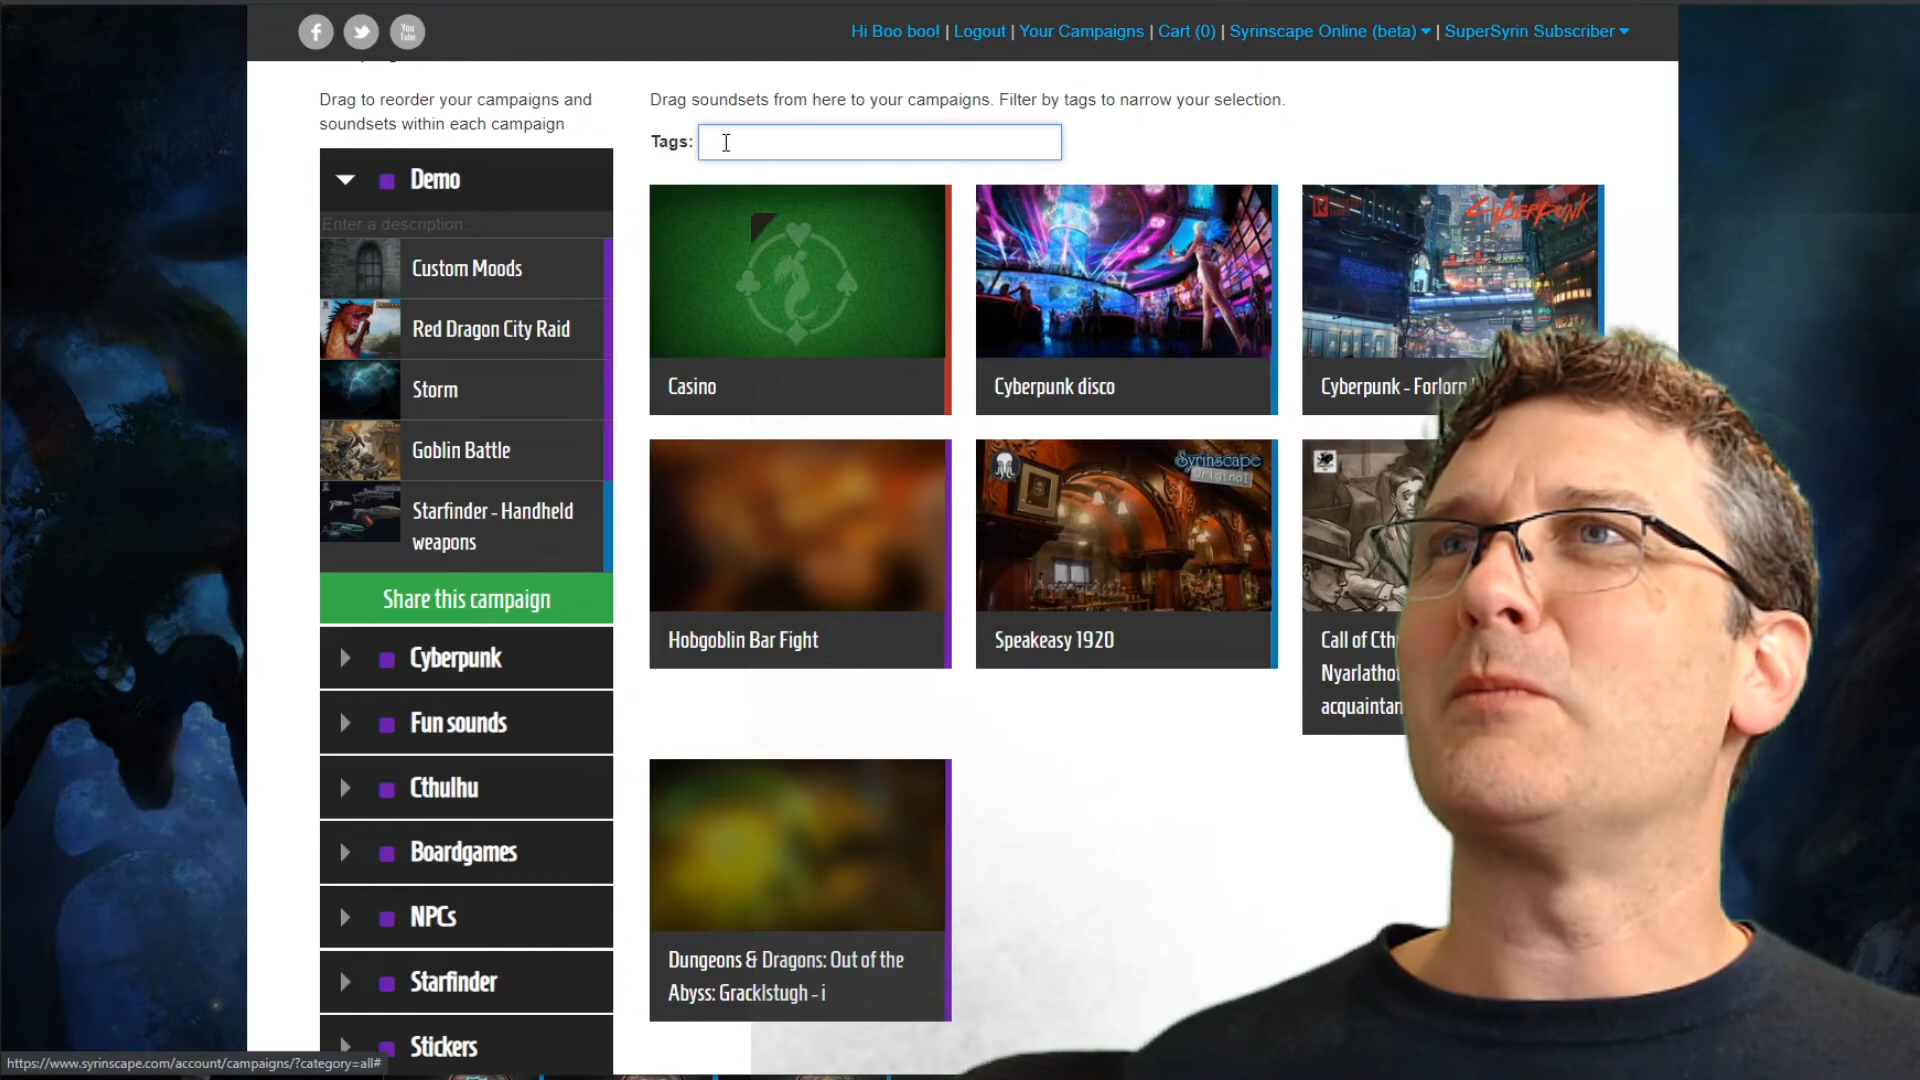 f
You
Tube
Hi Boo boo! | Logout | Your Campaigns | Cart (0) | Syrinscape Online (beta) | SuperSyrin Subscriber
Drag to reorder your campaigns and
soundsets within each campaign
Drag soundsets from here to your campaigns. Filter by tags to narrow your selection.
Tags:
Demo
Enter a description..
Custom Moods
Red Dragon City Raid
Storm
Goblin Battle
Starfinder - Handheld
weapons
Share this campaign
Cyberpunk
Fun sounds
Cthulhu
Boardgames
NPCs
Starfinder
Stickers
Casino
Cyberpunk disco
CYBERPUNK
Cyberpunk - Forlorn
Hobgoblin Bar Fight
Syrinscape
Original
Speakeasy 1920
Call of Cth
Nyarlatho
acquaintan
Dungeons & Dragons: Out of the
Abyss: Gracklstugh - i
https://www.syrinscape.com/account/campaigns/?category=all#